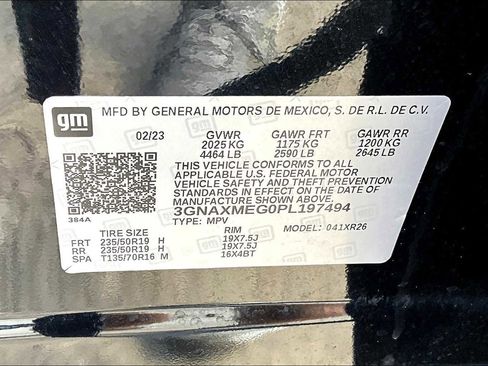 gm
MFD BY GENERAL MOTORS DE MEXICO, S. DE R.L. DE C.V.
02/23 GVWR GAWR FRT GAWR RR
2025 KG 1175 KG 1200 KG
4464 LB 2590 LB 2645 LB
THIS VEHICLE CONFORMS TO ALL
APPLICABLE U.S. FEDERAL MOTOR
VEHICLE SAFETY AND THEFT PREVENTION
STANDARDS IN EFFECT ON THE DATE OF
MANUFACTURE SHOWN ABOVE.
384A 3GNAXMEG0PL197494
TYPE: MPV MODEL: 041XR26
TIRE SIZE RIM
FRT 235/50R19 H 19X7.5J
RR 235/50R19 H 19X7.5J
SPA T135/70R16 M 16X4BT